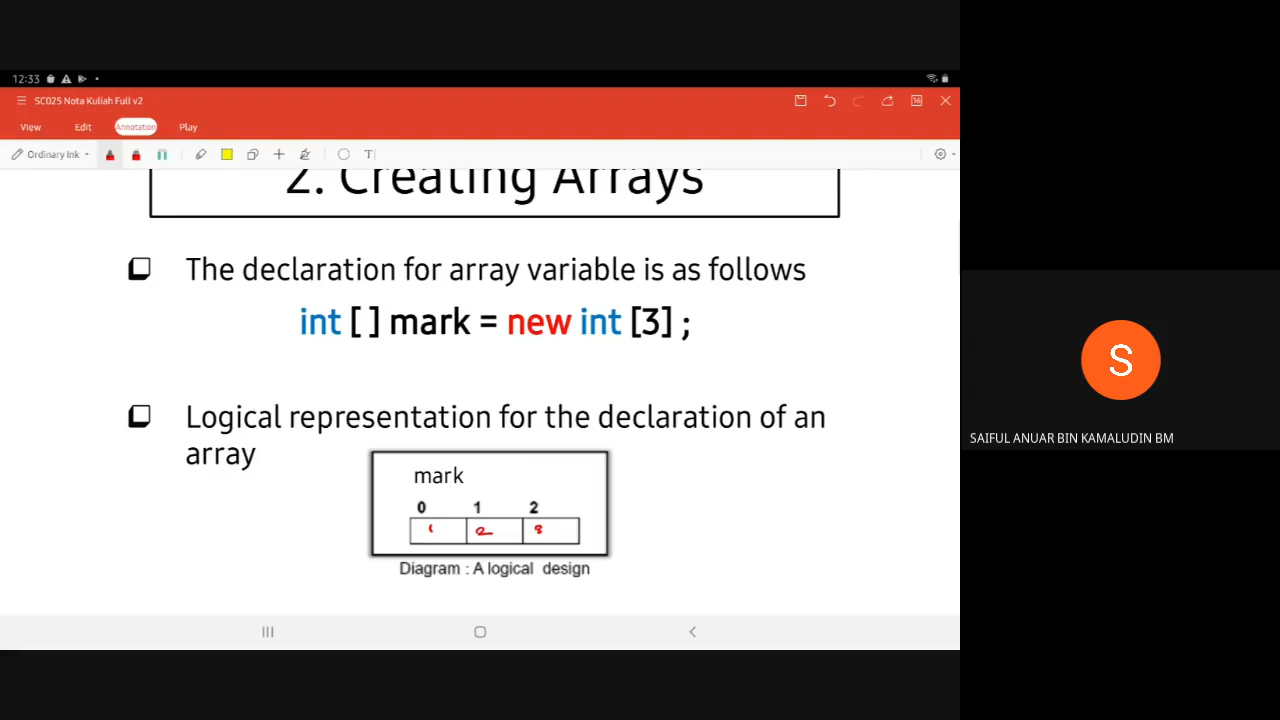 12:33
SC025 Nota Kuliah Full v2
View Edit Annotation Play
Ordinary Ink
T
2. Creating Arrays
The declaration for array variable is as follows
int [ ] mark = new int [3] ;
Logical representation for the declaration of an
array
mark
0 1 2
1 2 3
Diagram : A logical design
S
SAIFUL ANUAR BIN KAMALUDIN BM